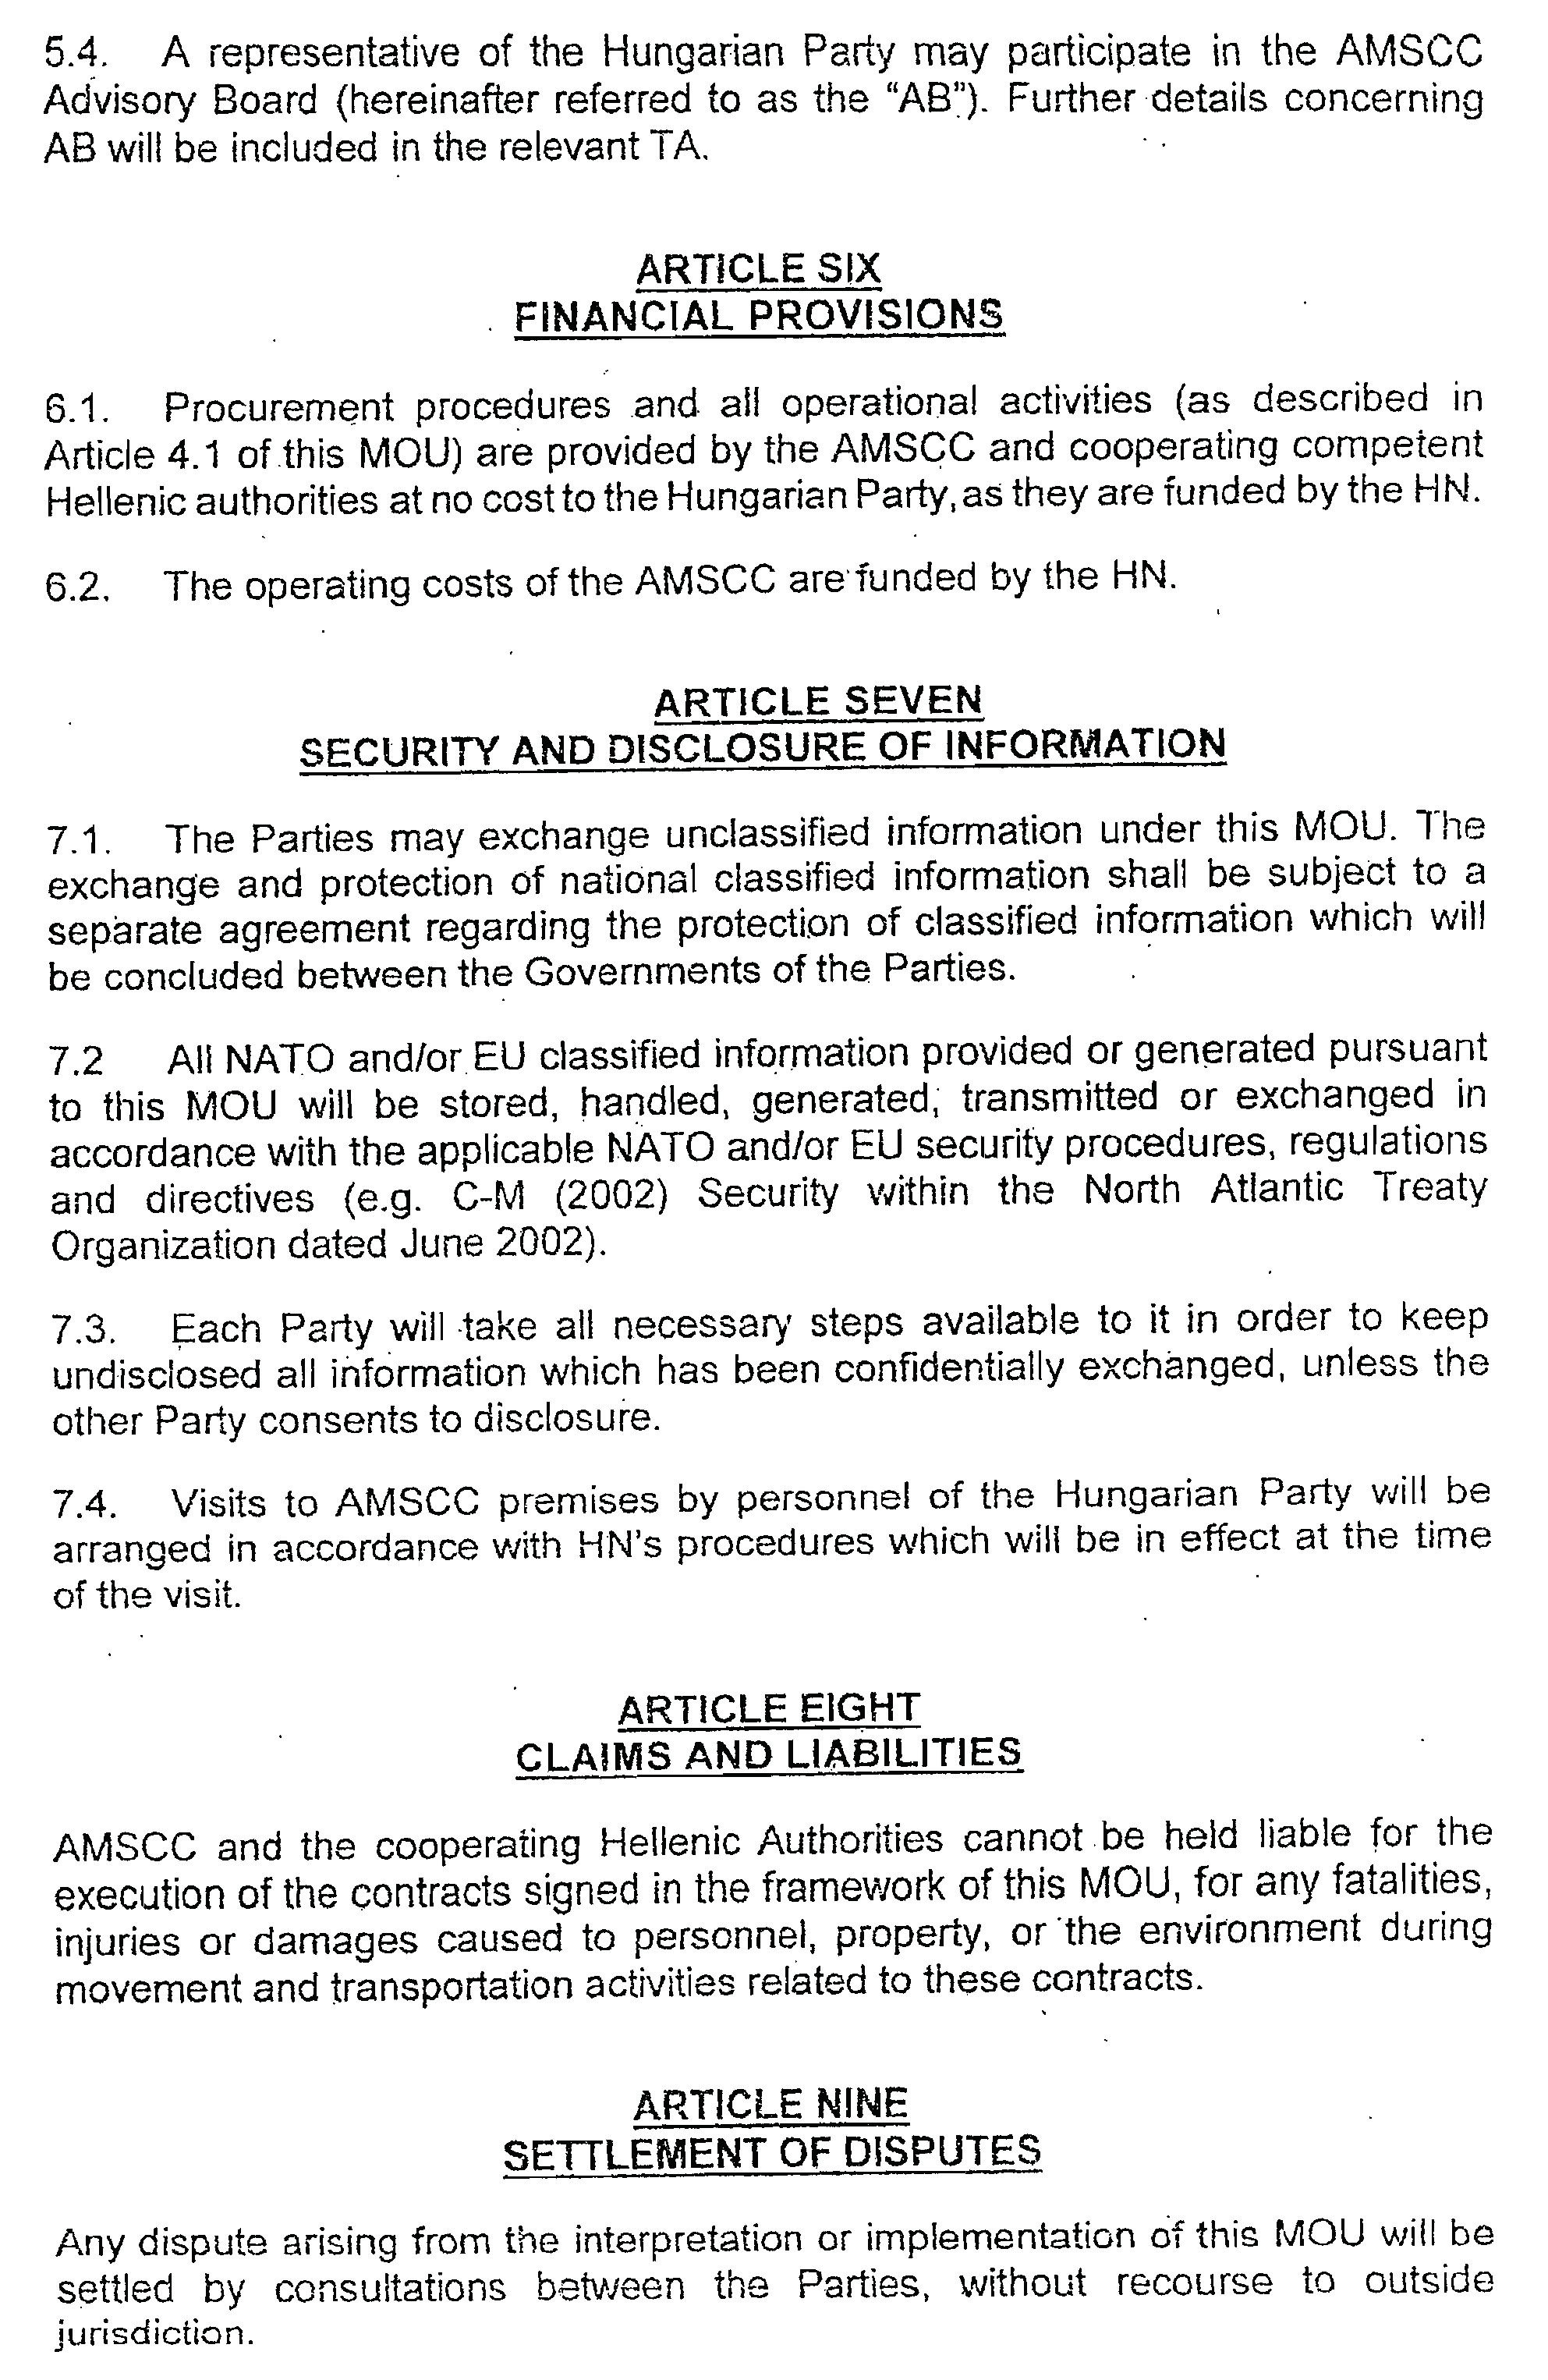 5.4. A representative of the Hungarian Party may participate in the AMSCC
Advisory Board (hereinafter referred to as the “AB”). Further details concerning
AB will be included in the relevant TA.
ARTICLE SIX
FINANCIAL PROVISIONS
6.1. Procurement procedures and all operational activities (as described in
Article 4.1 of this MOU) are provided by the AMSCC and cooperating competent
Hellenic authorities at no cost to the Hungarian Party, as they are funded by the HN.
6.2. The operating costs of the AMSCC are funded by the HN.
ARTICLE SEVEN
SECURITY AND DISCLOSURE OF INFORMATION
7.1. The Parties may exchange unclassified information under this MOU. The
exchange and protection of national classified information shall be subject to a
separate agreement regarding the protection of classified information which will
be concluded between the Governments of the Parties.
7.2 All NATO and/or EU classified information provided or generated pursuant
to this MOU will be stored, handled, generated, transmitted or exchanged in
accordance with the applicable NATO and/or EU security procedures, regulations
and directives (e.g. C-M (2002) Security within the North Atlantic Treaty
Organization dated June 2002).
7.3. Each Party will take all necessary steps available to it in order to keep
undisclosed all information which has been confidentially exchanged, unless the
other Party consents to disclosure.
7.4. Visits to AMSCC premises by personnel of the Hungarian Party will be
arranged in accordance with HN's procedures which will be in effect at the time
of the visit.
ARTICLE EIGHT
CLAIMS AND LIABILITIES
AMSCC and the cooperating Hellenic Authorities cannot be held liable for the
execution of the contracts signed in the framework of this MOU, for any fatalities,
injuries or damages caused to personnel, property, or the environment during
movement and transportation activities related to these contracts.
ARTICLE NINE
SETTLEMENT OF DISPUTES
Any dispute arising from the interpretation or implementation of this MOU will be
settled by consultations between the Parties, without recourse to outside
jurisdiction.